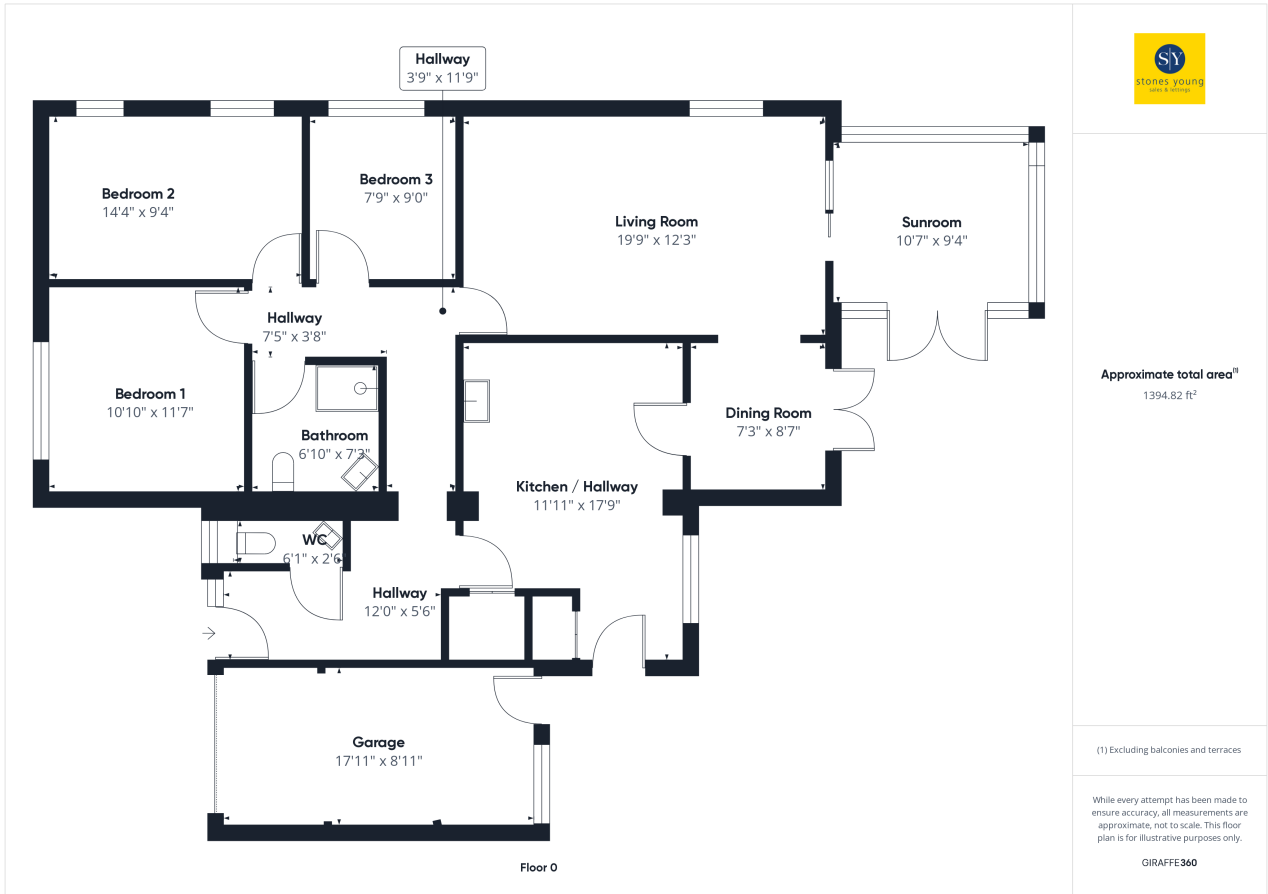 Hallway
3'9" x 11'9"
Bedroom 2
14'4" x 9'4"
Bedroom 3
7'9" x 9'0"
Living Room
19'9" x 12'3"
Sunroom
10'7" x 9'4"
Hallway
7'5" x 3'8"
Bedroom 1
10'10" x 11'7"
Bathroom
6'10" x 7'3"
Dining Room
7'3" x 8'7"
Kitchen / Hallway
11'11" x 17'9"
WC
6'1" x 2'6"
Hallway
12'0" x 5'6"
Garage
17'11" x 8'11"
Floor 0
S|Y
stones young
sales & lettings
Approximate total area(1)
1394.82 ft²
(1) Excluding balconies and terraces
While every attempt has been made to
ensure accuracy, all measurements are
approximate, not to scale. This floor
plan is for illustrative purposes only.
GIRAFFE360